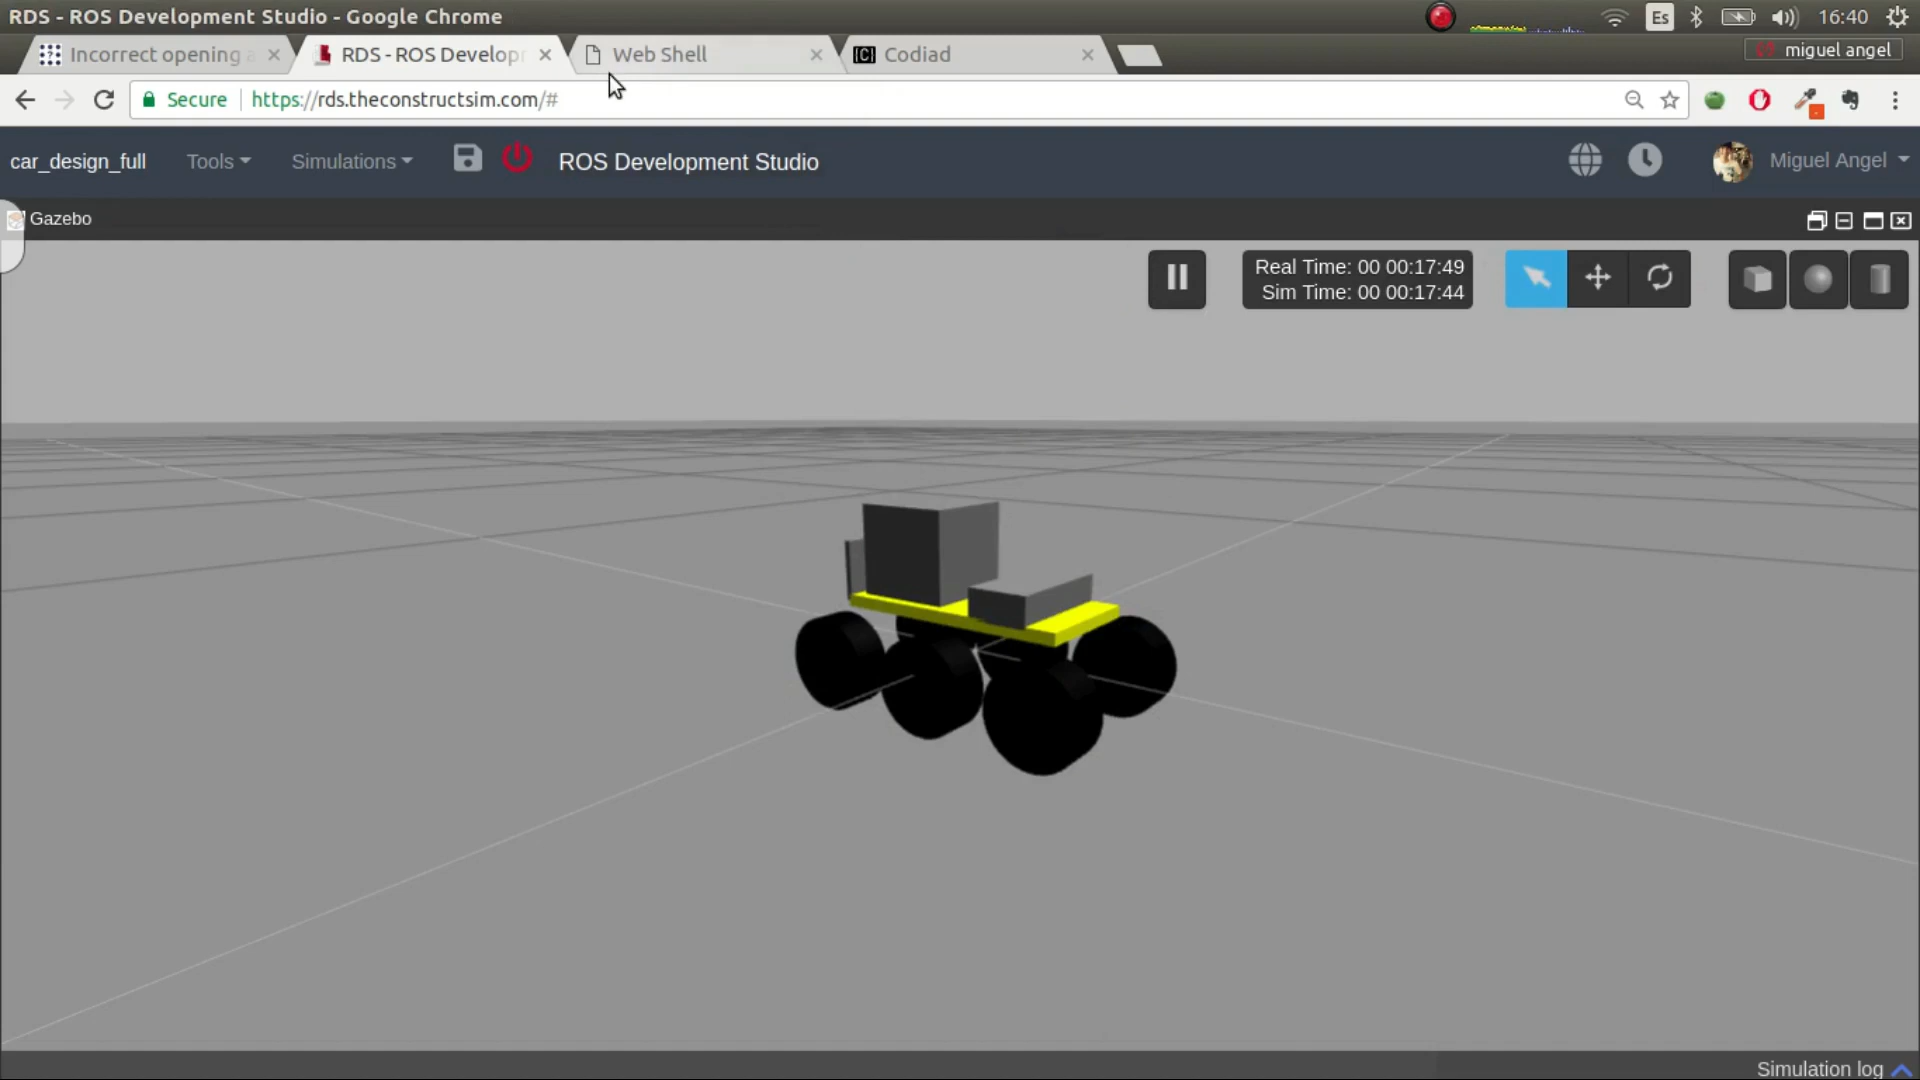 RDS - ROS Development Studio - Google Chrome
Es
16:40
Incorrect opening a
RDS - ROS Develop
Web Shell
[C]
Codiad
miguel angel
Secure
https://rds.theconstructsim.com/#
car_design_full
Tools
Simulations
ROS Development Studio
Miguel Angel
Gazebo
Real Time: 00 00:17:49
Sim Time: 00 00:17:44
Simulation log